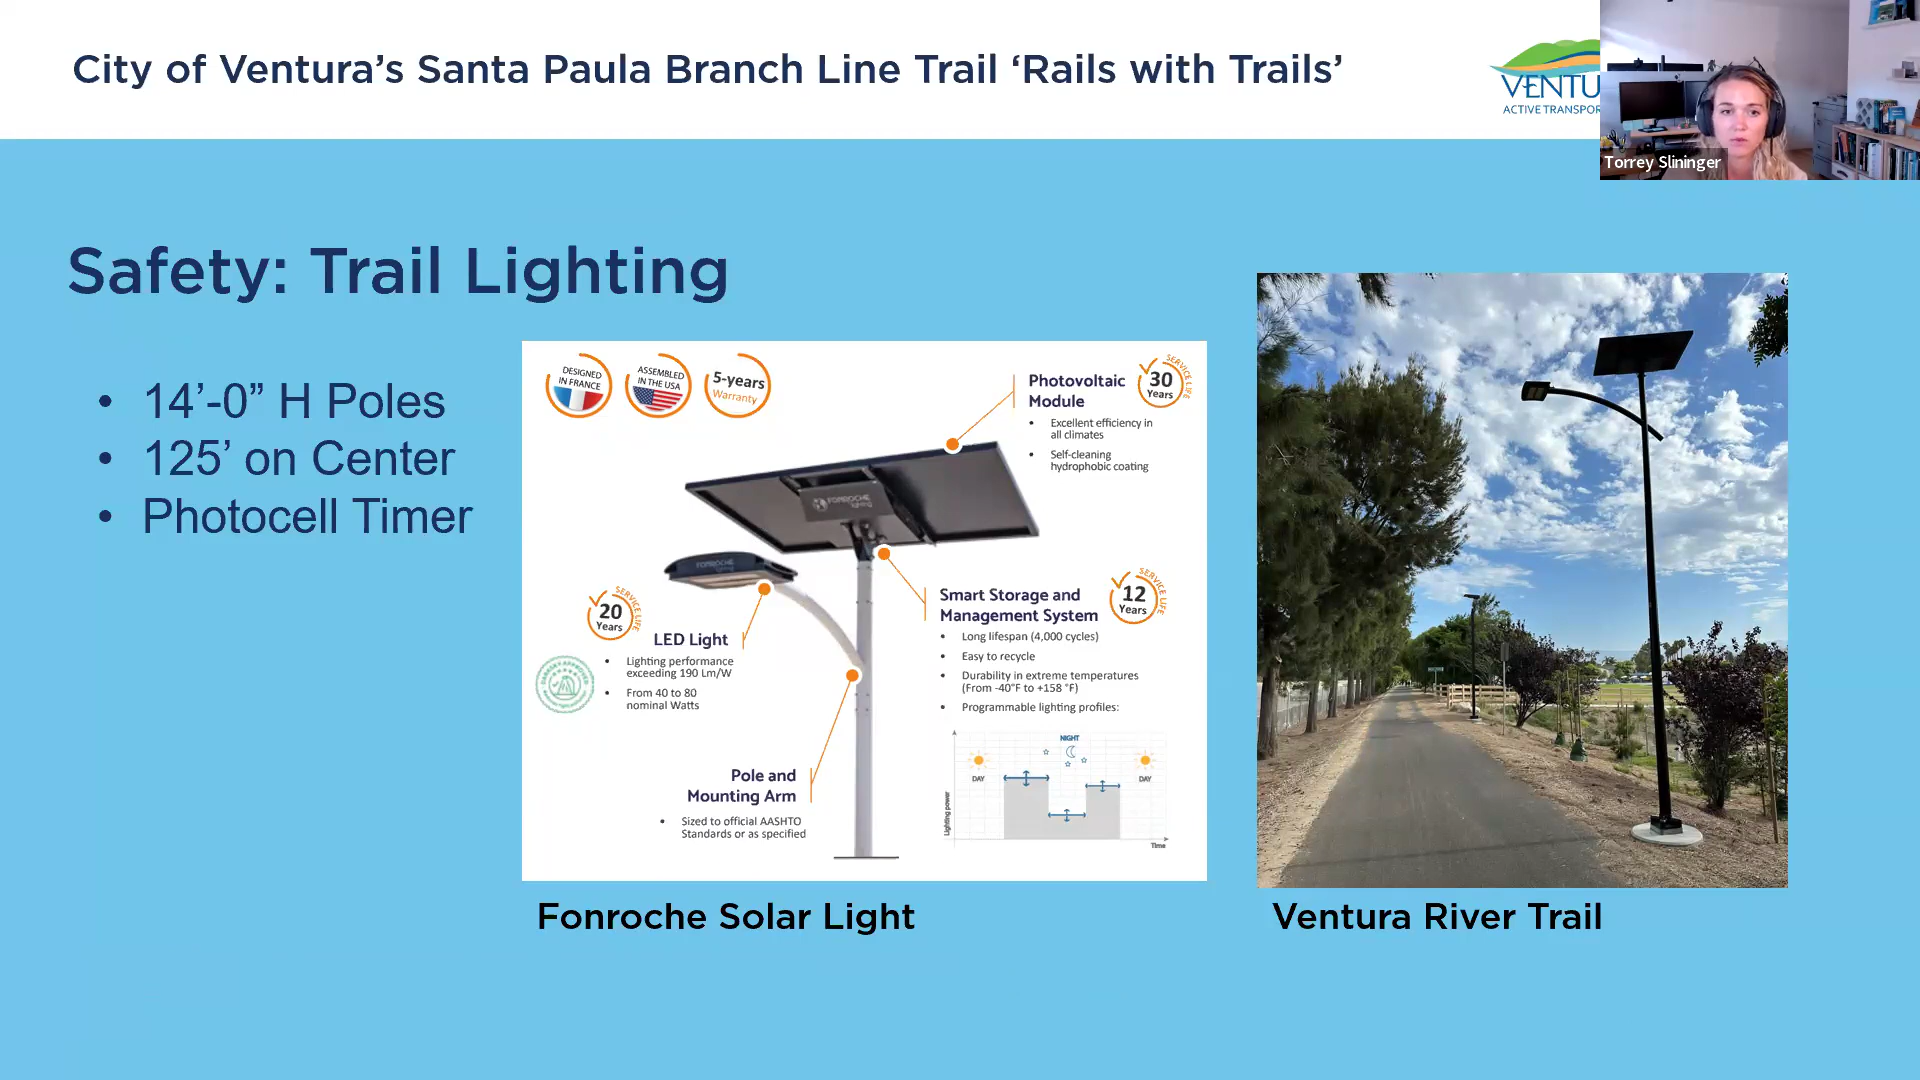 City of Ventura’s Santa Paula Branch Line Trail ‘Rails with Trails’
VENTU
ACTIVE TRANSPOR
Torrey Slininger
Safety: Trail Lighting
• 14’-0” H Poles
• 125’ on Center
• Photocell Timer
DESIGNED
IN FRANCE
ASSEMBLED
IN THE USA
5-years
Warranty
Photovoltaic
Module
30
Years
SERVICE LIFE
• Excellent efficiency in
all climates
• Self-cleaning
hydrophobic coating
FONROCHE
lighting
FONROCHE
lighting
20
Years
SERVICE LIFE
LED Light
• Lighting performance
exceeding 190 Lm/W
• From 40 to 80
nominal Watts
Smart Storage and
Management System
12
Years
SERVICE LIFE
• Long lifespan (4,000 cycles)
• Easy to recycle
• Durability in extreme temperatures
(From -40°F to +158 °F)
• Programmable lighting profiles:
NIGHT
DAY
DAY
Lighting power
Time
Pole and
Mounting Arm
• Sized to official AASHTO
Standards or as specified
Fonroche Solar Light
Ventura River Trail